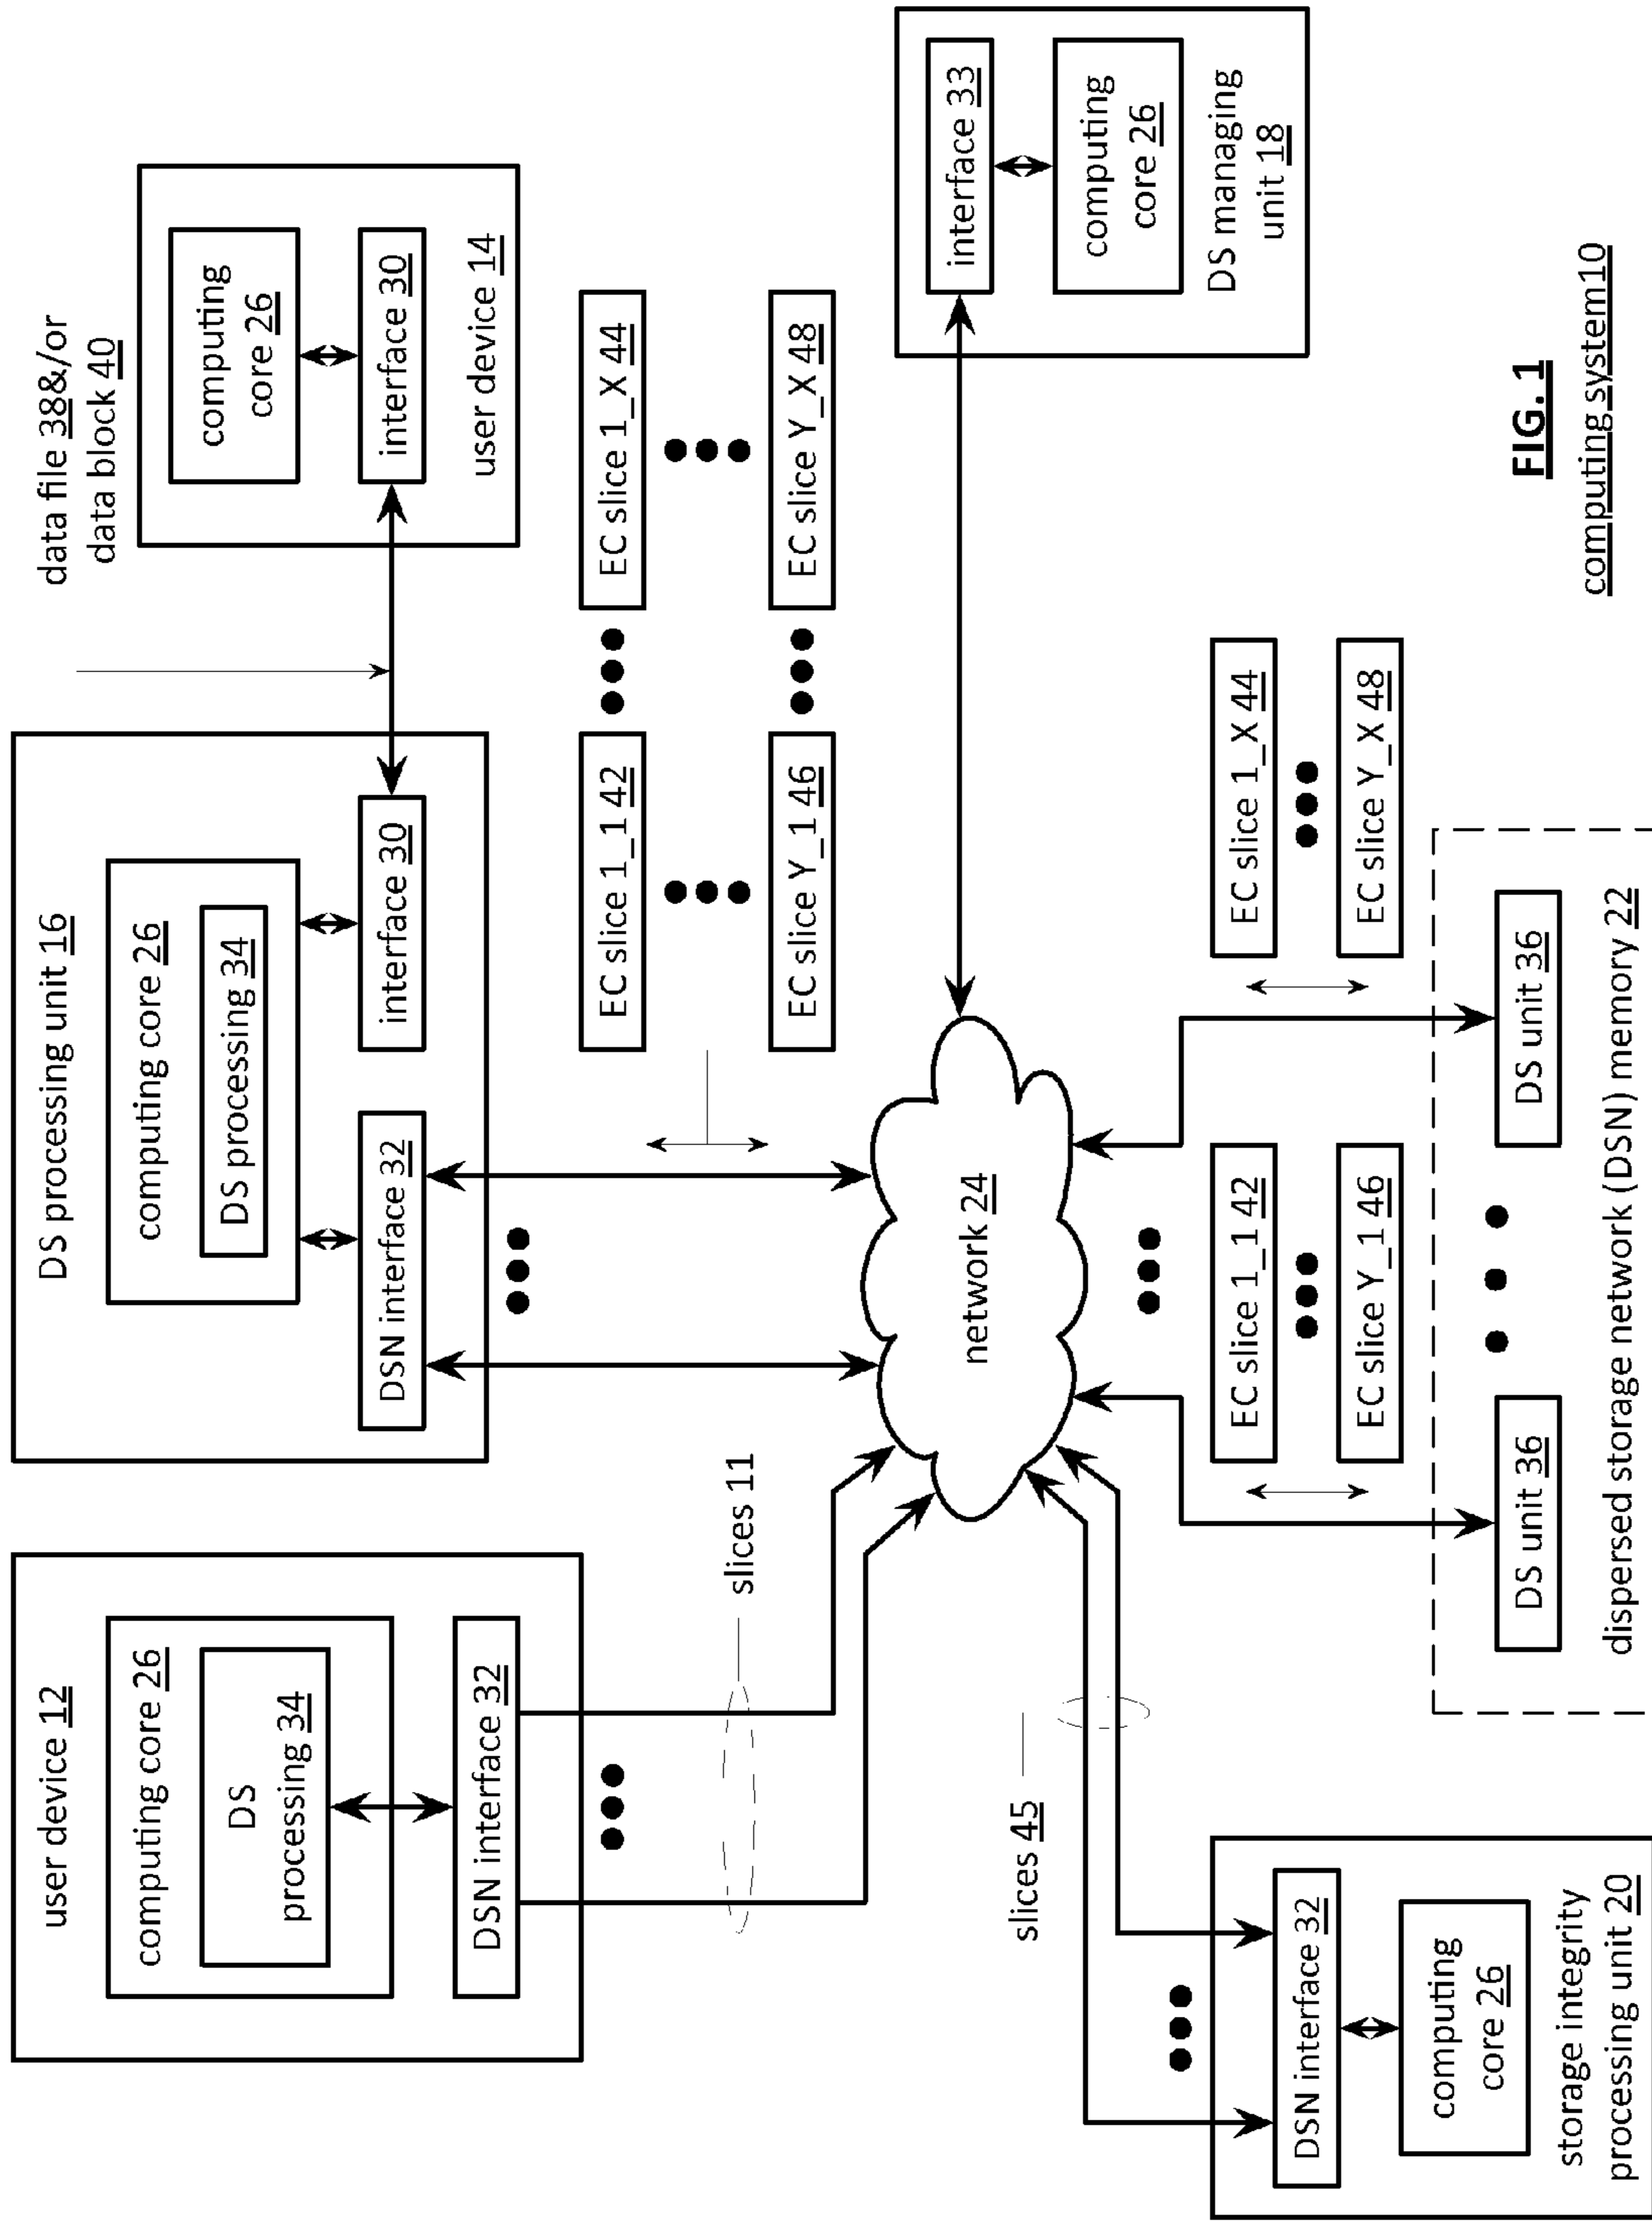 user device 12
computing core 26
DS
processing 34
DSN interface 32
slices 11
DS processing unit 16
computing core 26
DS processing 34
DSN interface 32
interface 30
data file 38&/or
data block 40
computing
core 26
interface 30
user device 14
EC slice 1_1 42
EC slice 1_X 44
EC slice Y_1 46
EC slice Y_X 48
network 24
interface 33
computing
core 26
DS managing
unit 18
slices 45
DSN interface 32
computing
core 26
storage integrity
processing unit 20
EC slice 1_1 42
EC slice Y_1 46
EC slice 1_X 44
EC slice Y_X 48
DS unit 36
DS unit 36
dispersed storage network (DSN) memory 22
FIG. 1
computing system10